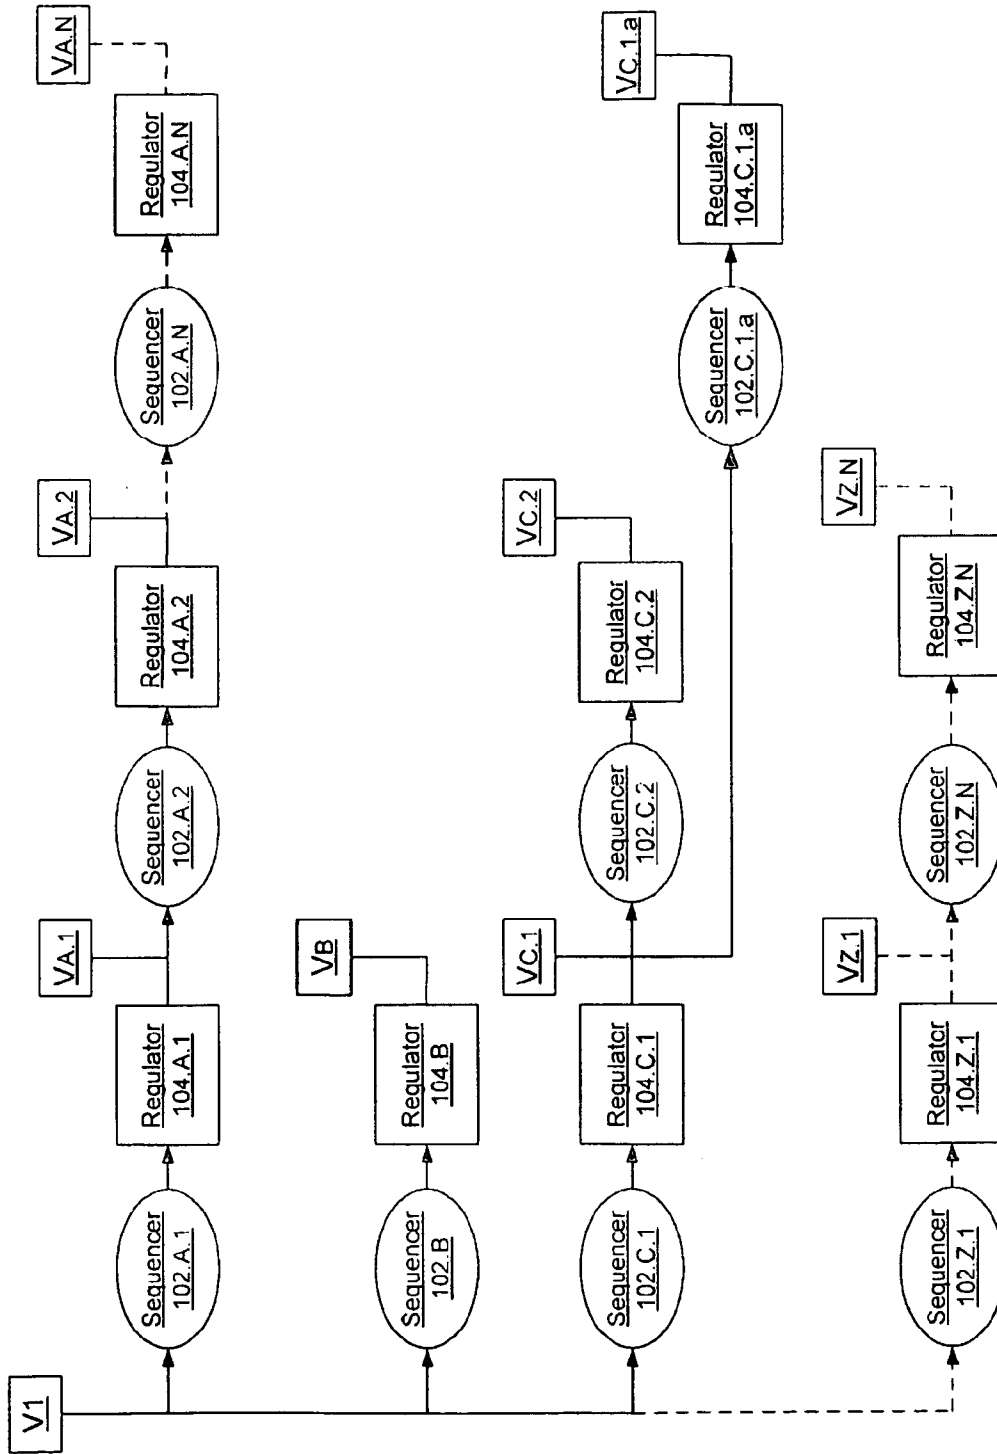 V1
Sequencer
102.A.1
Regulator
104.A.1
VA.1
Sequencer
102.A.2
Regulator
104.A.2
VA.2
Sequencer
102.A.N
Regulator
104.A.N
VA.N
Sequencer
102.B
Regulator
104.B
VB
Sequencer
102.C.1
Regulator
104.C.1
VC.1
Sequencer
102.C.2
Regulator
104.C.2
VC.2
Sequencer
102.C.1.a
Regulator
104.C.1.a
VC.1.a
Sequencer
102.Z.1
Regulator
104.Z.1
VZ.1
Sequencer
102.Z.N
Regulator
104.Z.N
VZ.N